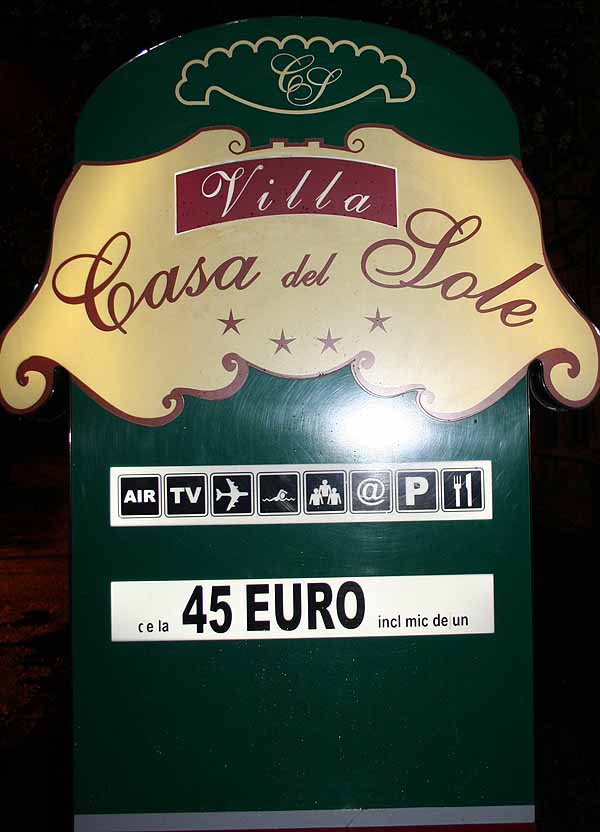 CS
Villa
Casa del Sole
AIR TV @ P
ce la 45 EURO incl mic de un